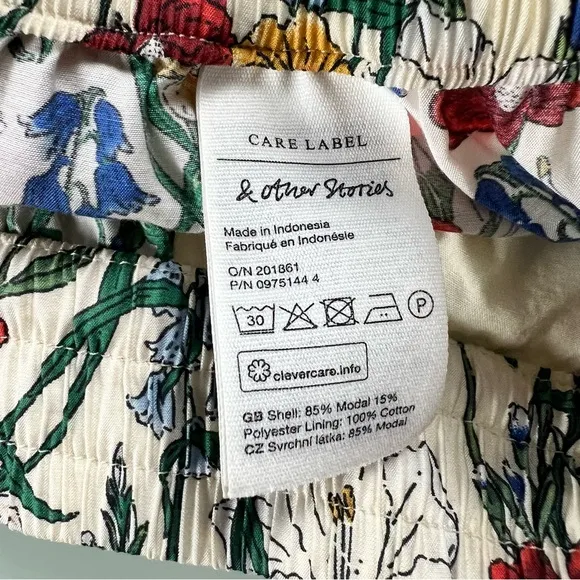 CARE LABEL
& Other Stories
Made in Indonesia
Fabriqué en Indonésie
O/N 201861
P/N 0975144 4
30 P
clevercare.info
GB Shell: 85% Modal 15%
Polyester Lining: 100% Cotton
CZ Svrchní látka: 85% Modal